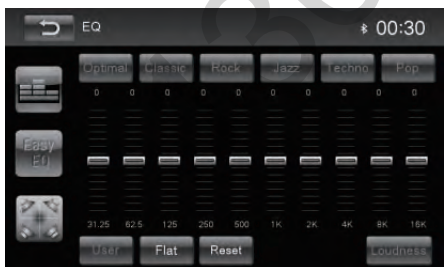 EQ 00:30
Optimal Classic Rock Jazz Techno Pop
0 0 0 0 0 0 0 0 0 0
Easy
EQ
31.25 62.5 125 250 500 1K 2K 4K 8K 16K
User Flat Reset Loudness